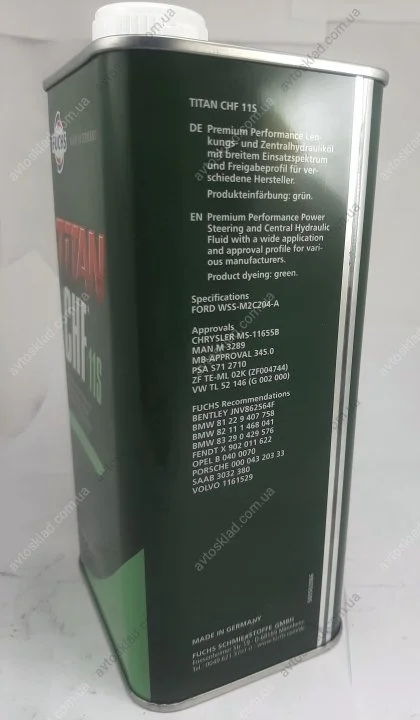 FUCHS
TITAN
CHF 11S
TITAN CHF 11S
DE Premium Performance Len-
kungs- und Zentralhydrauliköl
mit breitem Einsatzspektrum
und Freigabeprofil für ver-
schiedene Hersteller.
Produkteinfärbung: grün.
EN Premium Performance Power
Steering and Central Hydraulic
Fluid with a wide application
and approval profile for vari-
ous manufacturers.
Product dyeing: green.
Specifications
FORD WSS-M2C204-A
Approvals
CHRYSLER MS-11655B
MAN M 3289
MB-APPROVAL 345.0
PSA S71 2710
ZF TE-ML 02K (ZF004744)
VW TL 52 146 (G 002 000)
FUCHS Recommendations
BENTLEY JNV862564F
BMW 81 22 9 407 758
BMW 82 11 1 468 041
BMW 83 29 0 429 576
FENDT X 902 011 622
OPEL B 040 0070
PORSCHE 000 043 203 33
SAAB 3032 380
VOLVO 1161529
MADE IN GERMANY
FUCHS SCHMIERSTOFFE GMBH
avtosklad.com.ua